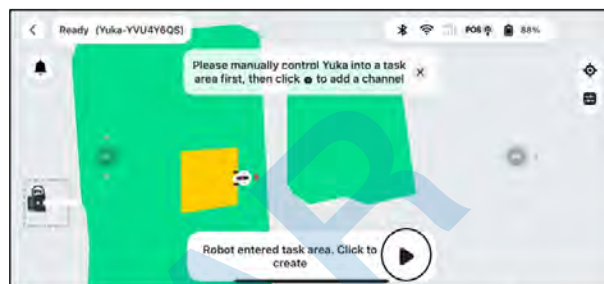 Ready (Yuka-YVU4Y6QS)
POS
88%
Please manually control Yuka into a task
area first, then click to add a channel
Robot entered task area. Click to
create